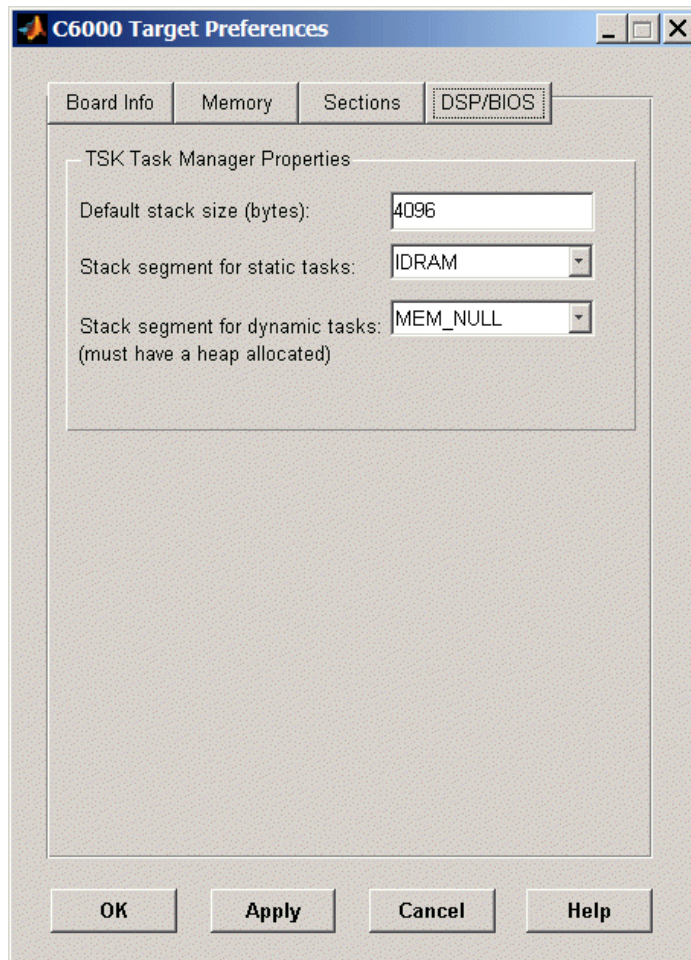 C6000 Target Preferences
Board Info Memory Sections DSP/BIOS
TSK Task Manager Properties
Default stack size (bytes): 4096
Stack segment for static tasks: IDRAM
Stack segment for dynamic tasks: MEM_NULL
(must have a heap allocated)
OK Apply Cancel Help